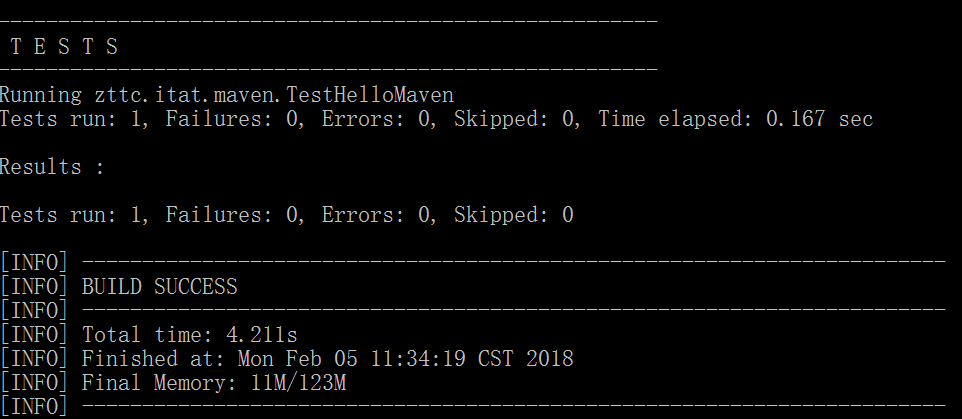 -------------------------------------------------------
T E S T S
-------------------------------------------------------
Running zttc.itat.maven.TestHelloMaven
Tests run: 1, Failures: 0, Errors: 0, Skipped: 0, Time elapsed: 0.167 sec
Results :
Tests run: 1, Failures: 0, Errors: 0, Skipped: 0
[INFO] ------------------------------------------------------------------------
[INFO] BUILD SUCCESS
[INFO] ------------------------------------------------------------------------
[INFO] Total time: 4.211s
[INFO] Finished at: Mon Feb 05 11:34:19 CST 2018
[INFO] Final Memory: 11M/123M
[INFO] ------------------------------------------------------------------------